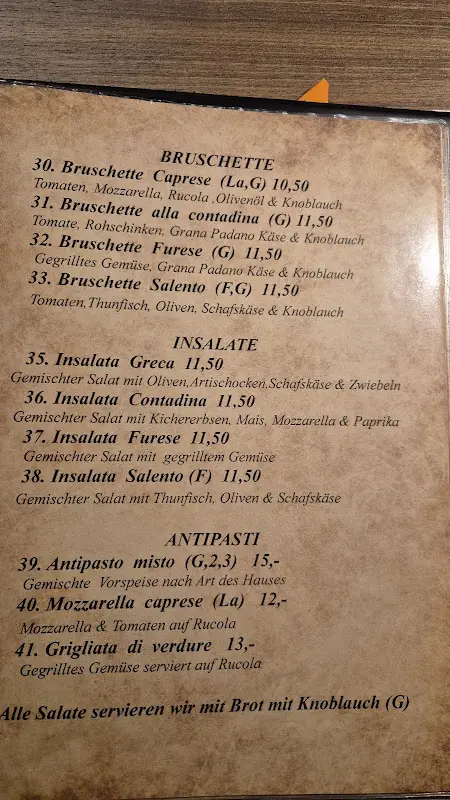 BRUSCHETTE
30. Bruschette Caprese (La,G) 10,50
Tomaten, Mozzarella, Rucola ,Olivenöl & Knoblauch
31. Bruschette alla contadina (G) 11,50
Tomate, Rohschinken, Grana Padano Käse & Knoblauch
32. Bruschette Furese (G) 11,50
Gegrilltes Gemüse, Grana Padano Käse & Knoblauch
33. Bruschette Salento (F,G) 11,50
Tomaten,Thunfisch, Oliven, Schafskäse & Knoblauch
INSALATE
35. Insalata Greca 11,50
Gemischter Salat mit Oliven,Artischocken,Schafskäse & Zwiebeln
36. Insalata Contadina 11,50
Gemischter Salat mit Kichererbsen, Mais, Mozzarella & Paprika
37. Insalata Furese 11,50
Gemischter Salat mit gegrilltem Gemüse
38. Insalata Salento (F) 11,50
Gemischter Salat mit Thunfisch, Oliven & Schafskäse
ANTIPASTI
39. Antipasto misto (G,2,3) 15,-
Gemischte Vorspeise nach Art des Hauses
40. Mozzarella caprese (La) 12,-
Mozzarella & Tomaten auf Rucola
41. Grigliata di verdure 13,-
Gegrilltes Gemüse serviert auf Rucola
Alle Salate servieren wir mit Brot mit Knoblauch (G)